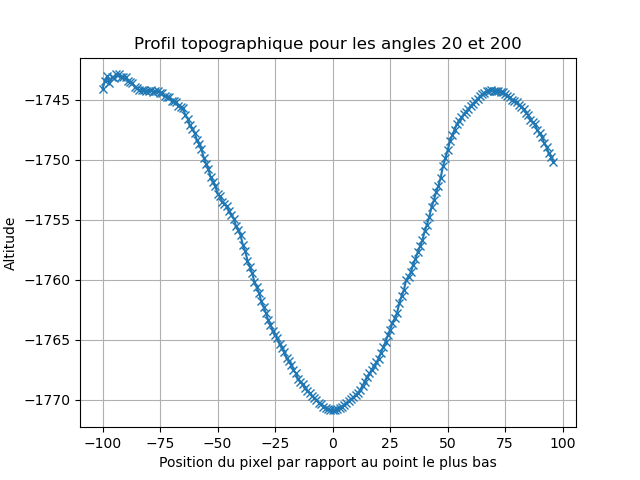 Profil topographique pour les angles 20 et 200
Altitude
−1745
−1750
−1755
−1760
−1765
−1770
−100 −75 −50 −25 0 25 50 75 100
Position du pixel par rapport au point le plus bas